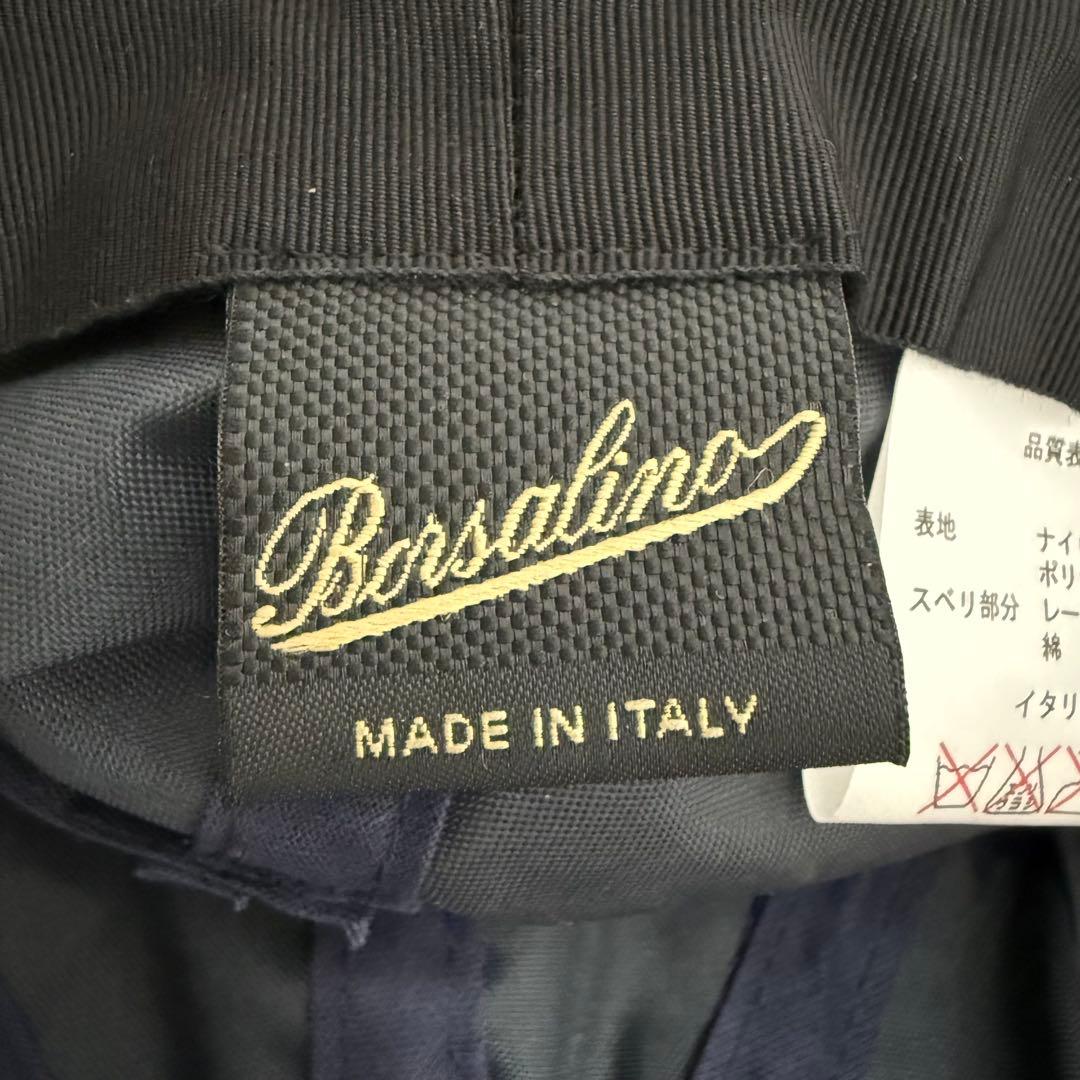 Borsalino
MADE IN ITALY
品質表
表地 ナイ
ポリ
スベリ部分 レー
綿
イタリ